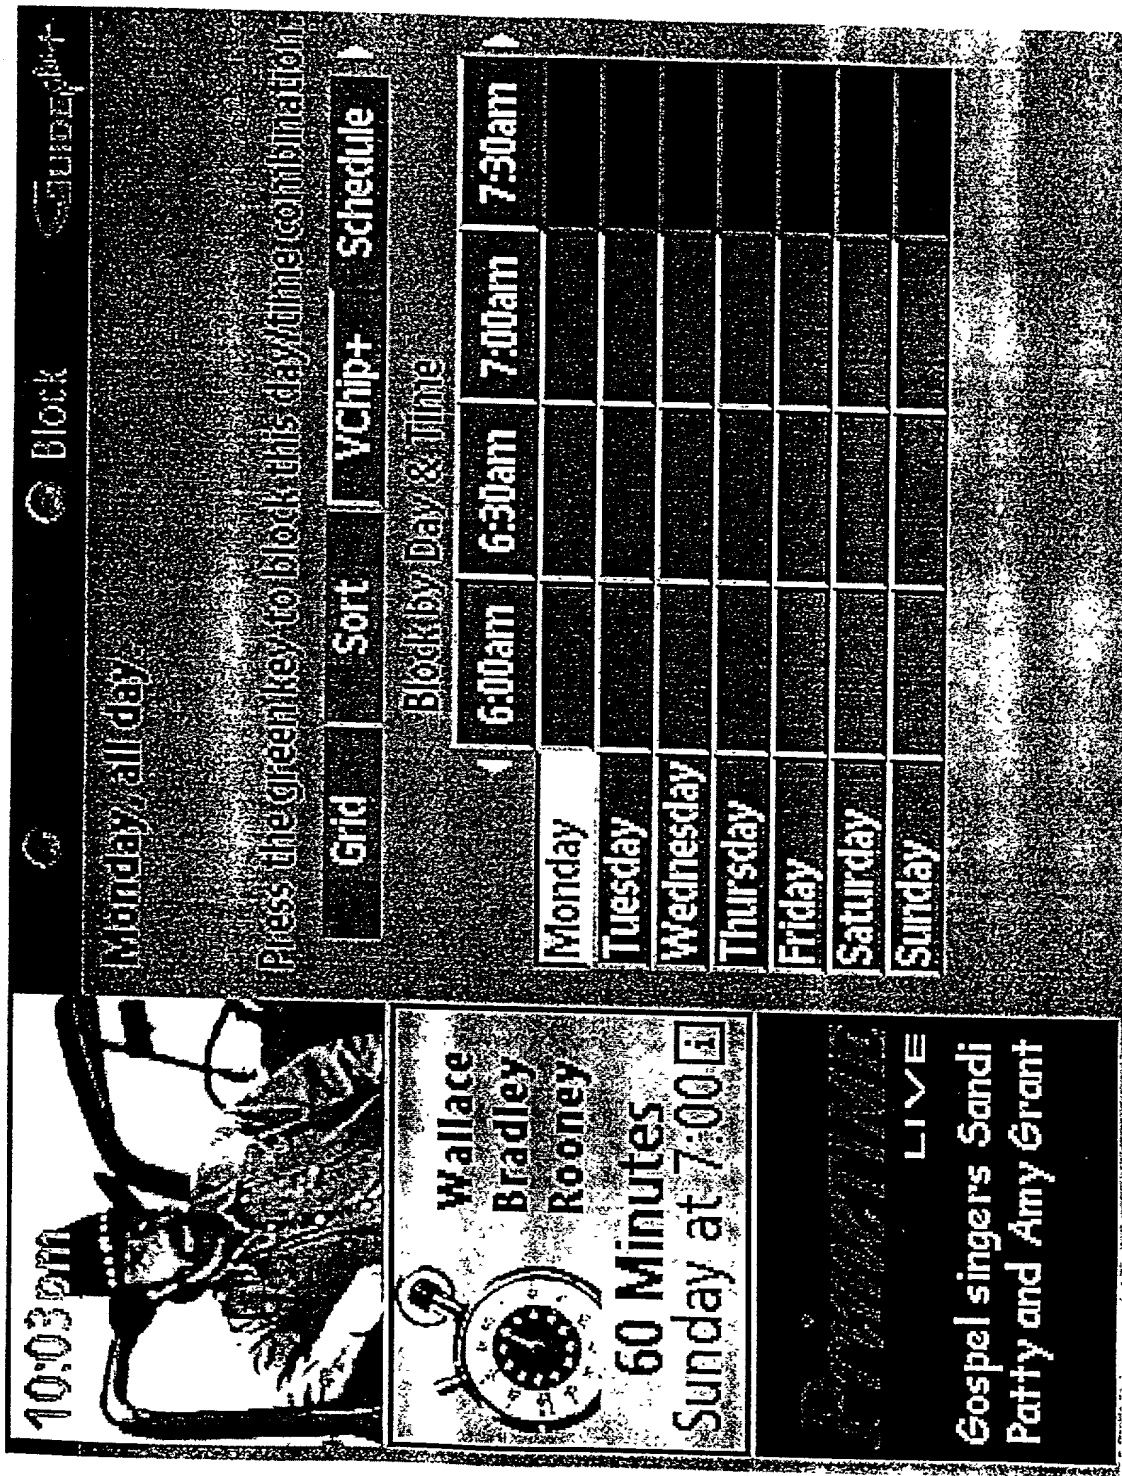 10:03pm
Block
Guide Plus+
Monday, all day
Press the green key to block this day/time combination.
Grid Sort VChip+ Schedule
Block by Day & Time
6:00am 6:30am 7:00am 7:30am
Monday
Tuesday
Wednesday
Thursday
Friday
Saturday
Sunday
Wallace
Bradley
Rooney
60 Minutes
Sunday at 7:00 i
PrimeTime
LIVE
Gospel singers Sandi
Patty and Amy Grant